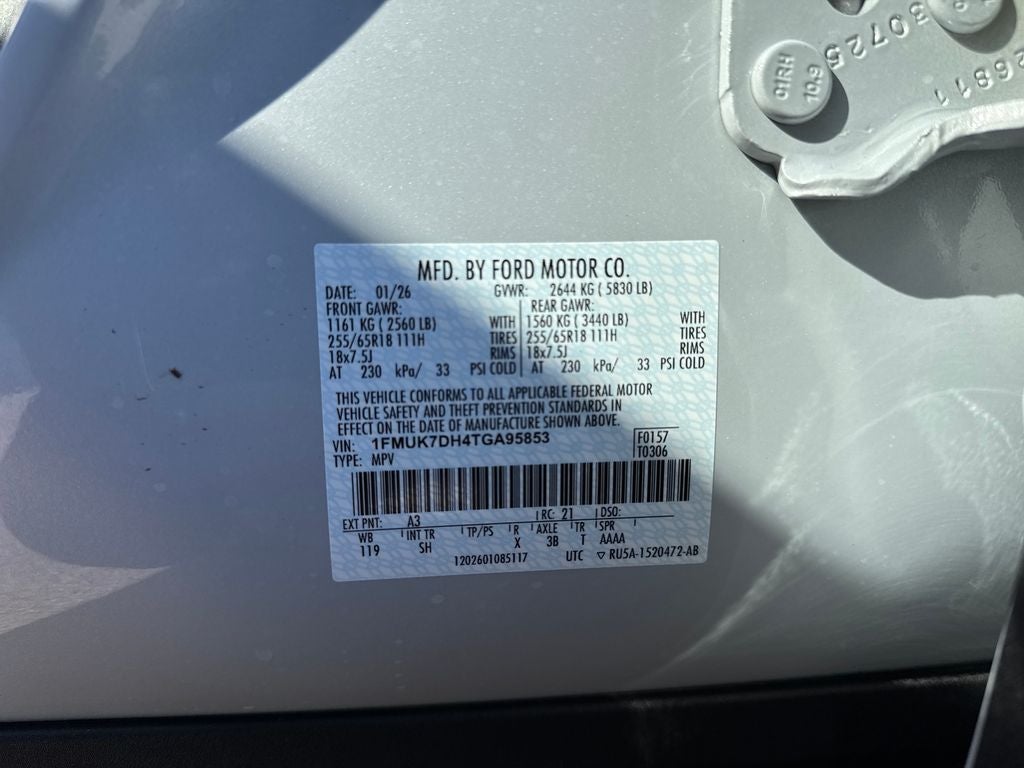 01RH
10.9
30725
26811
MFD. BY FORD MOTOR CO.
DATE: 01/26 GVWR: 2644 KG ( 5830 LB)
FRONT GAWR: REAR GAWR:
1161 KG ( 2560 LB) WITH 1560 KG ( 3440 LB) WITH
255/65R18 111H TIRES 255/65R18 111H TIRES
18x7.5J RIMS 18x7.5J RIMS
AT 230 kPa/ 33 PSI COLD AT 230 kPa/ 33 PSI COLD
THIS VEHICLE CONFORMS TO ALL APPLICABLE FEDERAL MOTOR
VEHICLE SAFETY AND THEFT PREVENTION STANDARDS IN
EFFECT ON THE DATE OF MANUFACTURE SHOWN ABOVE.
VIN: 1FMUK7DH4TGA95853 F0157
TYPE: MPV T0306
EXT PNT: A3 RC: 21 DSO:
WB INT TR TP/PS R AXLE TR SPR
119 SH X 3B T AAAA
1202601085117 UTC ▽ RU5A-1520472-AB